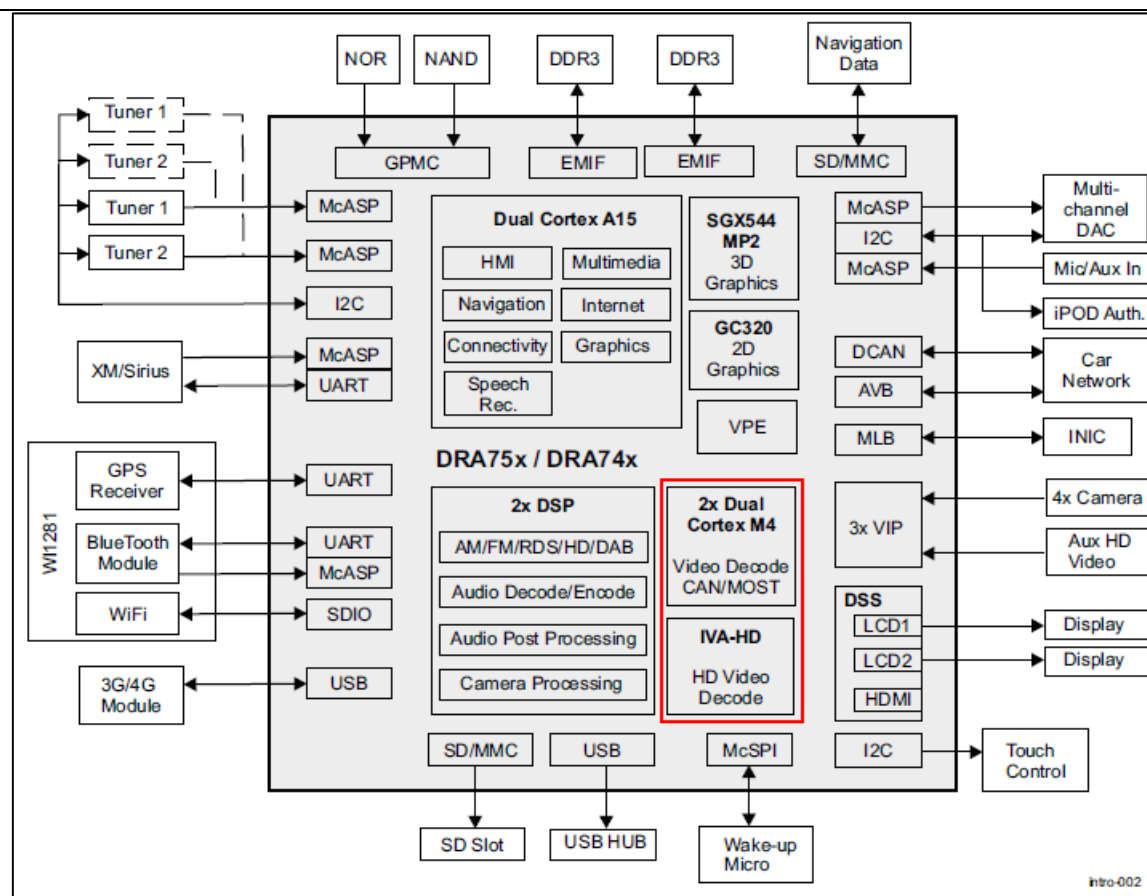 NOR
NAND
DDR3
DDR3
Navigation
Data
Tuner 1
Tuner 2
Tuner 1
Tuner 2
GPMC
EMIF
EMIF
SD/MMC
McASP
McASP
I2C
McASP
UART
XM/Sirius
Dual Cortex A15
HMI
Multimedia
Navigation
Internet
Connectivity
Graphics
Speech
Rec.
SGX544
MP2
3D
Graphics
GC320
2D
Graphics
VPE
McASP
I2C
McASP
Multi-
channel
DAC
Mic/Aux In
iPOD Auth.
DCAN
AVB
Car
Network
MLB
INIC
DRA75x / DRA74x
WI1281
GPS
Receiver
BlueTooth
Module
WiFi
UART
UART
McASP
SDIO
3G/4G
Module
USB
2x DSP
AM/FM/RDS/HD/DAB
Audio Decode/Encode
Audio Post Processing
Camera Processing
2x Dual
Cortex M4
Video Decode
CAN/MOST
IVA-HD
HD Video
Decode
3x VIP
4x Camera
Aux HD
Video
DSS
LCD1
LCD2
HDMI
Display
Display
SD/MMC
USB
McSPI
I2C
Touch
Control
SD Slot
USB HUB
Wake-up
Micro
intro-002